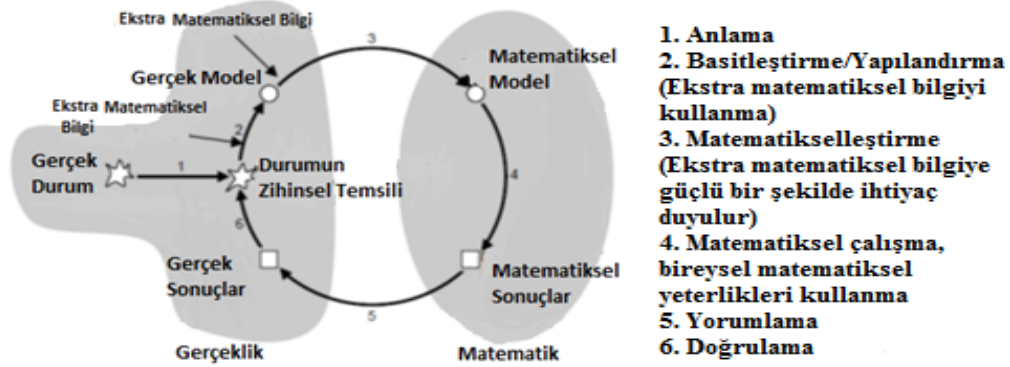 Ekstra Matematiksel Bilgi
3
Matematiksel
Model
Gerçek Model
Ekstra Matematiksel
Bilgi
2
Gerçek
Durum
1
Durumun
Zihinsel Temsili
4
6
Gerçek
Sonuçlar
Matematiksel
Sonuçlar
5
Gerçeklik
Matematik
1. Anlama
2. Basitleştirme/Yapılandırma
(Ekstra matematiksel bilgiyi
kullanma)
3. Matematikselleştirme
(Ekstra matematiksel bilgiye
güçlü bir şekilde ihtiyaç
duyulur)
4. Matematiksel çalışma,
bireysel matematiksel
yeterlikleri kullanma
5. Yorumlama
6. Doğrulama